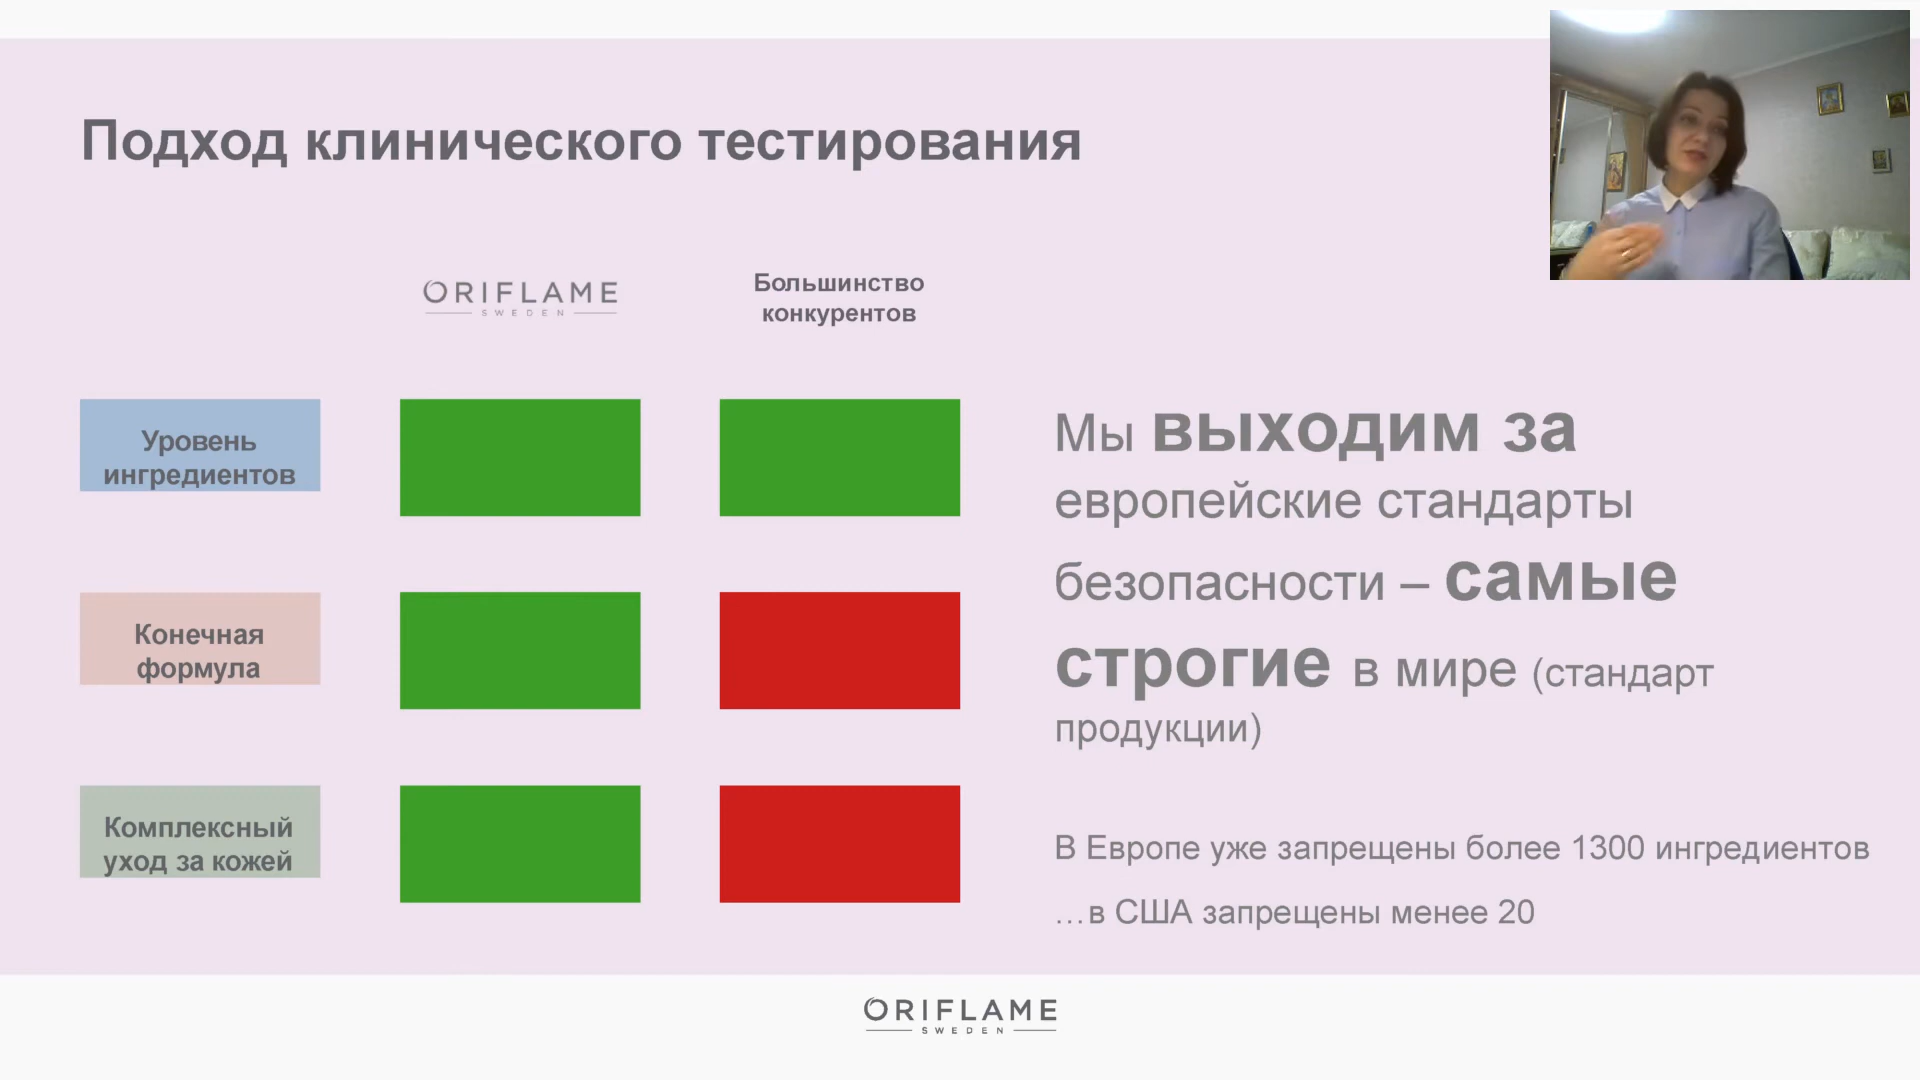 Подход клинического тестирования
ORIFLAME
SWEDEN
Большинство
конкурентов
Уровень
ингредиентов
Конечная
формула
Комплексный
уход за кожей
Мы выходим за
европейские стандарты
безопасности – самые
строгие в мире (стандарт
продукции)
В Европе уже запрещены более 1300 ингредиентов
...в США запрещены менее 20
ORIFLAME
SWEDEN